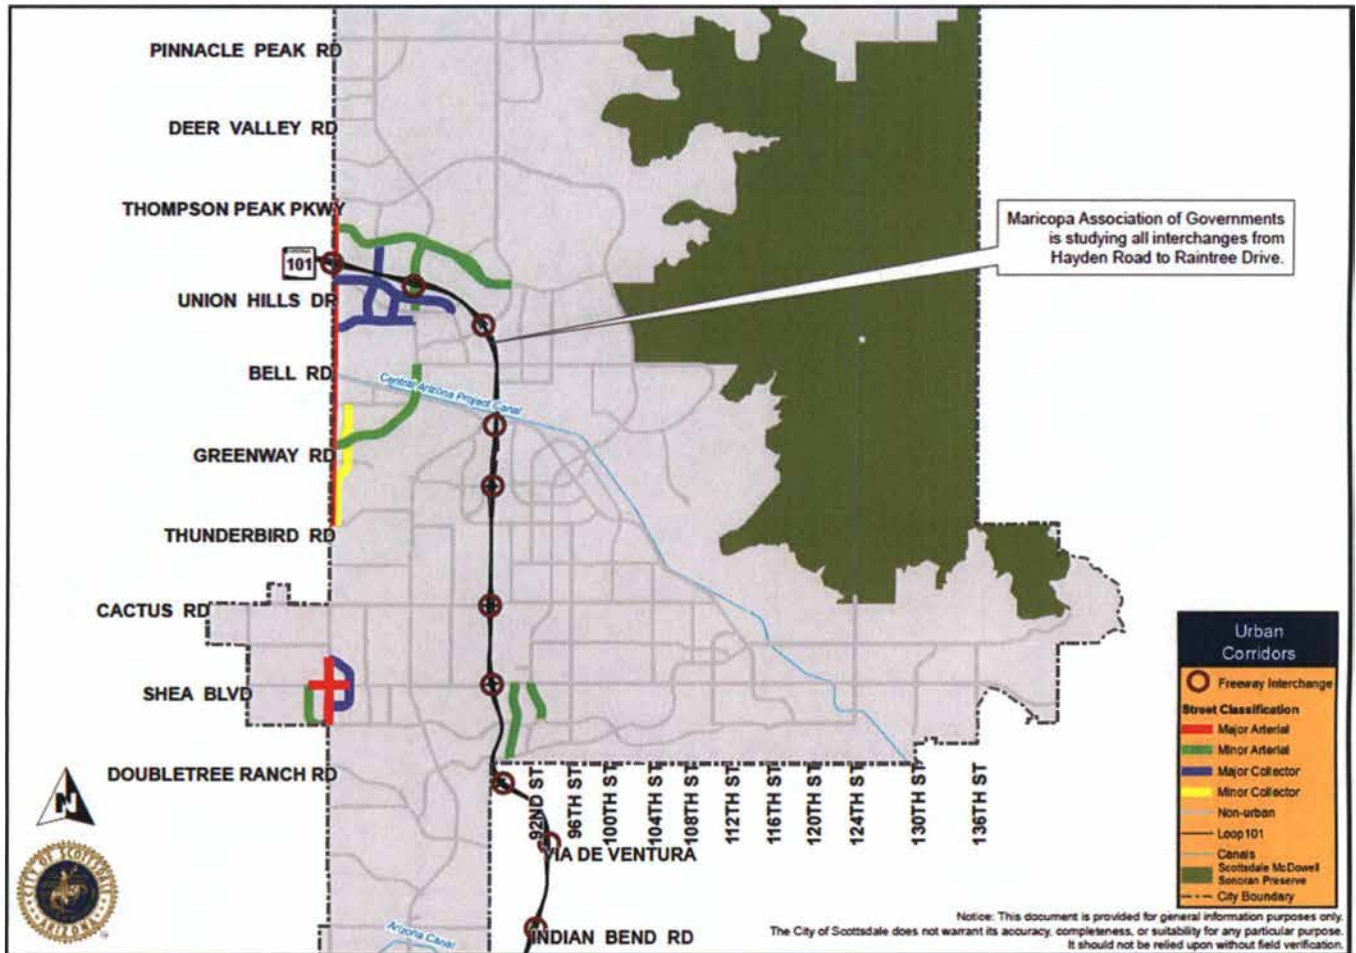 PINNACLE PEAK RD
DEER VALLEY RD
THOMPSON PEAK PKWY
101
UNION HILLS DR
BELL RD
GREENWAY RD
THUNDERBIRD RD
CACTUS RD
SHEA BLVD
DOUBLETREE RANCH RD
Maricopa Association of Governments
is studying all interchanges from
Hayden Road to Raintree Drive.
Central Arizona Project Canal
92ND ST
96TH ST
100TH ST
104TH ST
108TH ST
112TH ST
116TH ST
120TH ST
124TH ST
130TH ST
136TH ST
VIA DE VENTURA
INDIAN BEND RD
Arizona Canal
N
CITY OF SCOTTSDALE
ARIZONA
Urban
Corridors
Freeway Interchange
Street Classification
Major Arterial
Minor Arterial
Major Collector
Minor Collector
Non-urban
Loop101
Canals
Scottsdale McDowell
Sonoran Preserve
City Boundary
Notice: This document is provided for general information purposes only.
The City of Scottsdale does not warrant its accuracy, completeness, or suitability for any particular purpose.
It should not be relied upon without field verification.